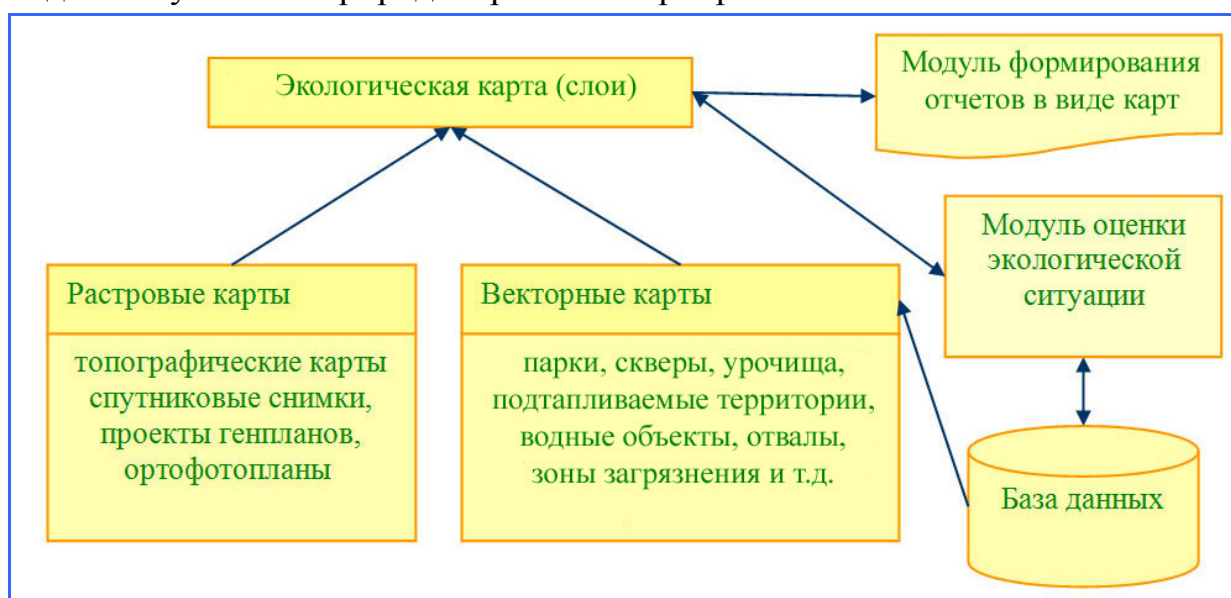 Экологическая карта (слои)
Модуль формирования
отчетов в виде карт
Модуль оценки
экологической
ситуации
Растровые карты
топографические карты
спутниковые снимки,
проекты генпланов,
ортофотопланы
Векторные карты
парки, скверы, урочища,
подтапливаемые территории,
водные объекты, отвалы,
зоны загрязнения и т.д.
База данных